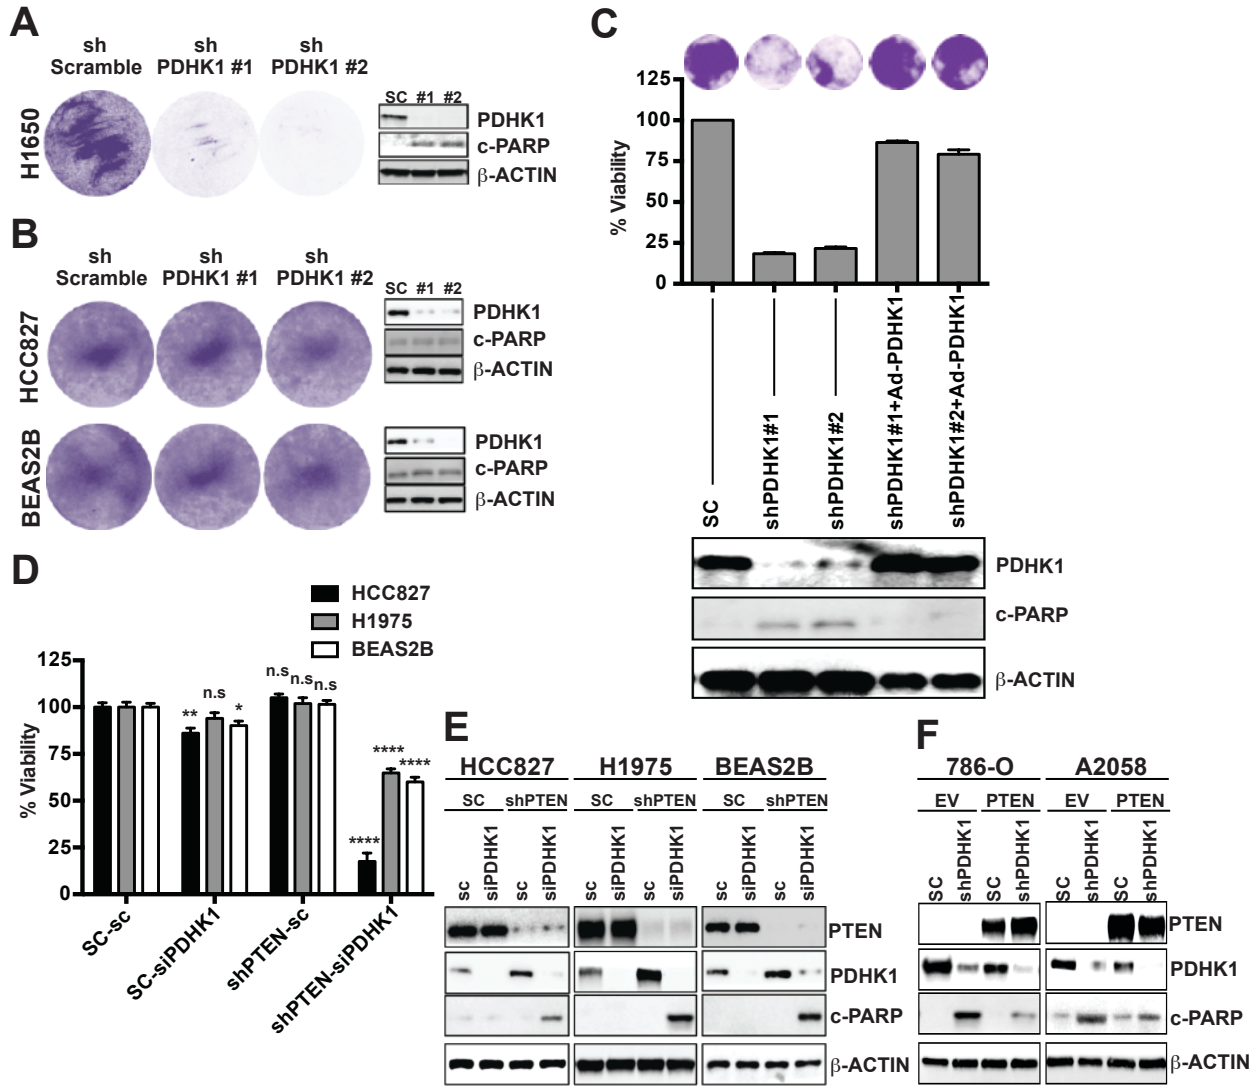 A
sh Scramble
sh PDHK1 #1
sh PDHK1 #2
H1650
SC #1 #2
PDHK1
c-PARP
β-ACTIN
B
sh Scramble
sh PDHK1 #1
sh PDHK1 #2
HCC827
SC #1 #2
PDHK1
c-PARP
β-ACTIN
BEAS2B
PDHK1
c-PARP
β-ACTIN
C
% Viability
125
100
75
50
25
0
SC
shPDHK1#1
shPDHK1#2
shPDHK1#1+Ad-PDHK1
shPDHK1#2+Ad-PDHK1
PDHK1
c-PARP
β-ACTIN
D
HCC827
H1975
BEAS2B
% Viability
125
100
75
50
25
0
** n.s *
n.s n.s n.s
**** **** ****
SC-sc
SC-siPDHK1
shPTEN-sc
shPTEN-siPDHK1
E
HCC827 H1975 BEAS2B
SC shPTEN SC shPTEN SC shPTEN
sc siPDHK1 sc siPDHK1 sc siPDHK1 sc siPDHK1 sc siPDHK1 sc siPDHK1
PTEN
PDHK1
c-PARP
β-ACTIN
F
786-O A2058
EV PTEN EV PTEN
SC shPDHK1 SC shPDHK1 SC shPDHK1 SC shPDHK1
PTEN
PDHK1
c-PARP
β-ACTIN